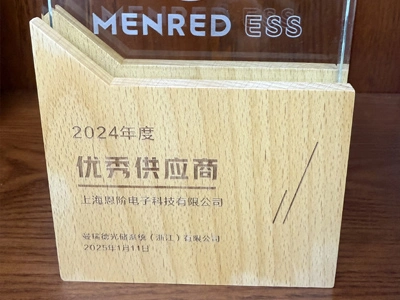 MENRED ESS
2024年度
优秀供应商
上海恩阶电子科技有限公司
曼瑞德光储系统（浙江）有限公司
2025年1月11日